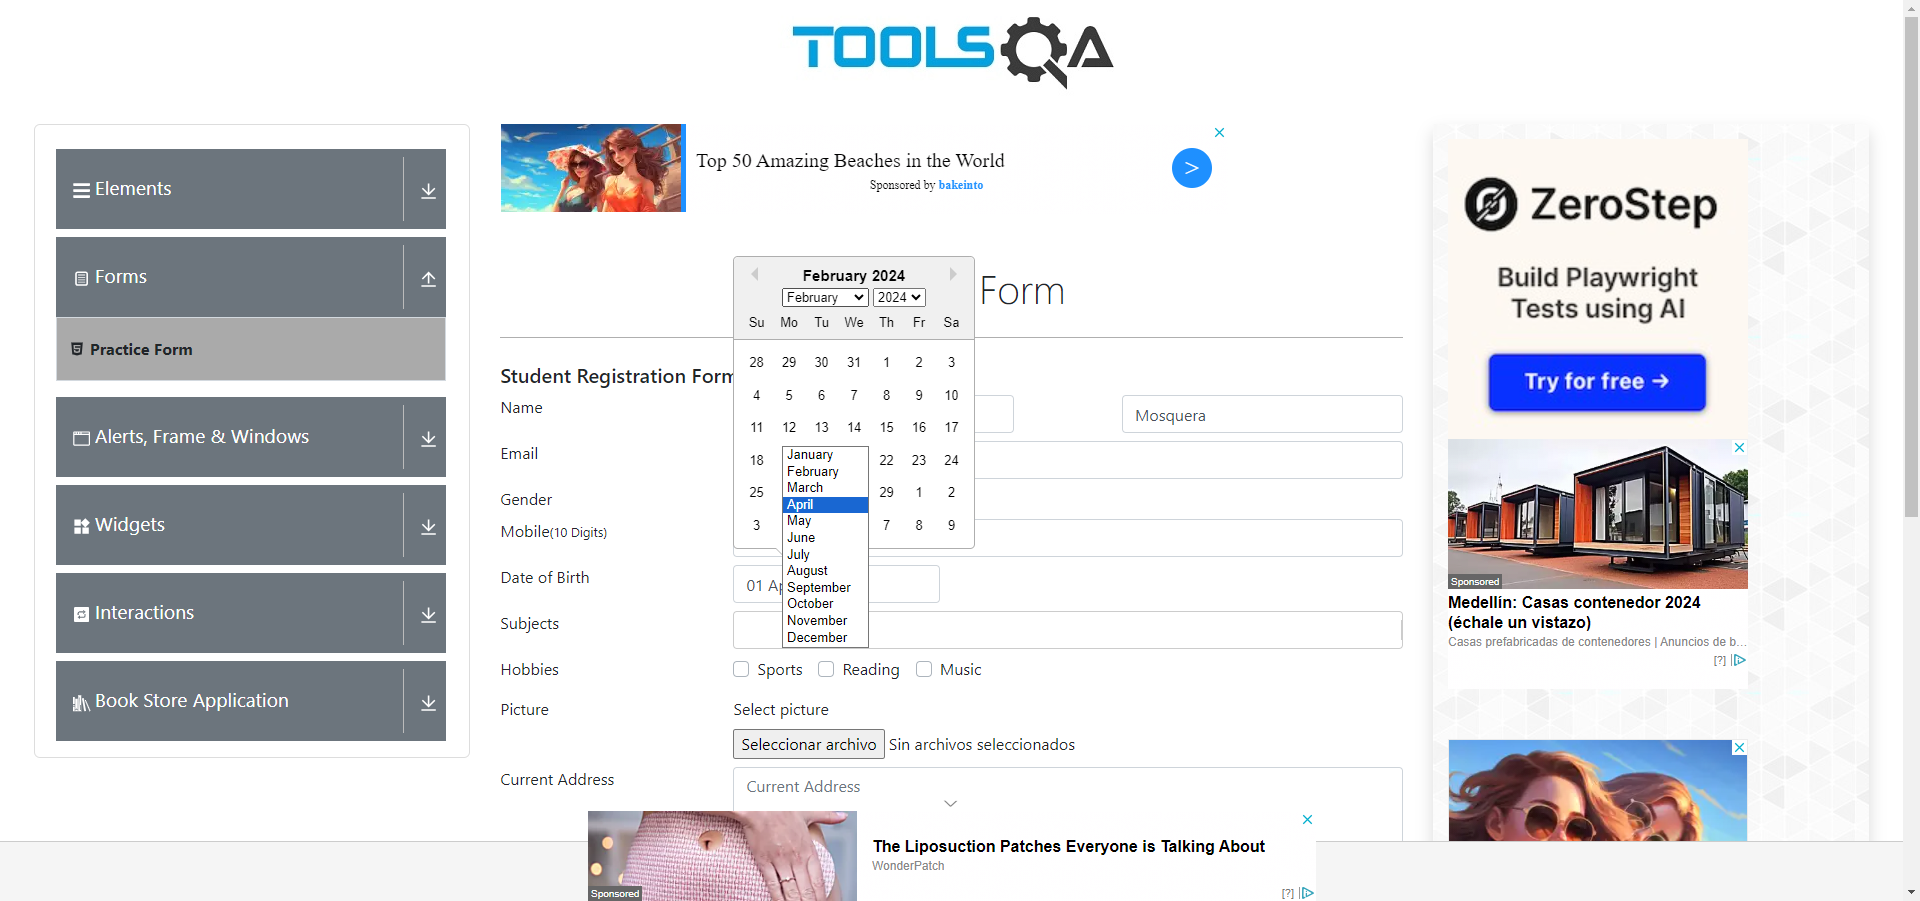 TOOLSQA
Elements
Forms
Practice Form
Alerts, Frame & Windows
Widgets
Interactions
Book Store Application
Top 50 Amazing Beaches in the World
Sponsored by bakeinto
>
Form
February 2024
February 2024
Su Mo Tu We Th Fr Sa
28 29 30 31 1 2 3
4 5 6 7 8 9 10
11 12 13 14 15 16 17
18 22 23 24
25 29 1 2
3 7 8 9
January
February
March
April
May
June
July
August
September
October
November
December
Student Registration Form
Name
Mosquera
Email
Gender
Mobile(10 Digits)
Date of Birth
01
Subjects
Hobbies
Sports Reading Music
Picture
Select picture
Seleccionar archivo Sin archivos seleccionados
Current Address
Current Address
Sponsored
The Liposuction Patches Everyone is Talking About
WonderPatch
[?]
ZeroStep
Build Playwright
Tests using AI
Try for free →
Sponsored
Medellín: Casas contenedor 2024
(échale un vistazo)
Casas prefabricadas de contenedores | Anuncios de b...
[?]